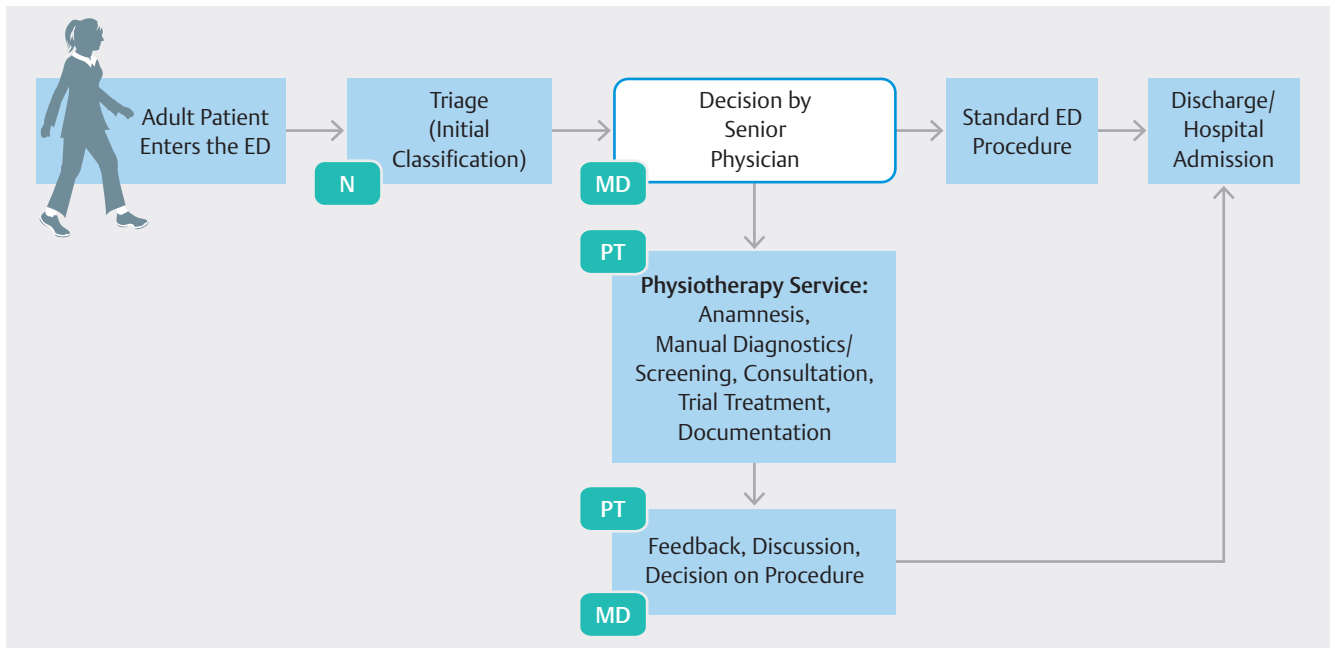 Adult Patient
Enters the ED
Triage
(Initial
Classification)
N
Decision by
Senior
Physician
MD
Standard ED
Procedure
Discharge/
Hospital
Admission
PT
Physiotherapy Service:
Anamnesis,
Manual Diagnostics/
Screening, Consultation,
Trial Treatment,
Documentation
PT
Feedback, Discussion,
Decision on Procedure
MD